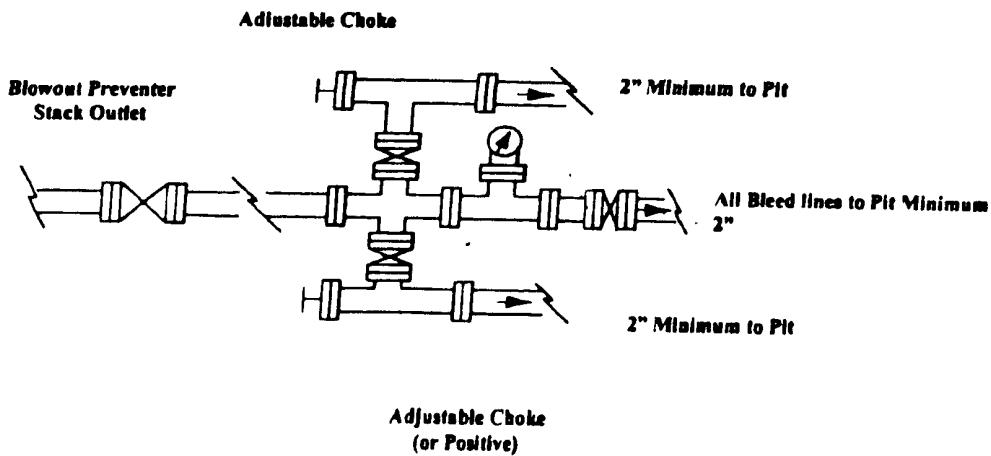 Adjustable Choke
Blowout Preventer
Stack Outlet
2" Minimum to Pit
All Bleed lines to Pit Minimum
2"
2" Minimum to Pit
Adjustable Choke
(or Positive)